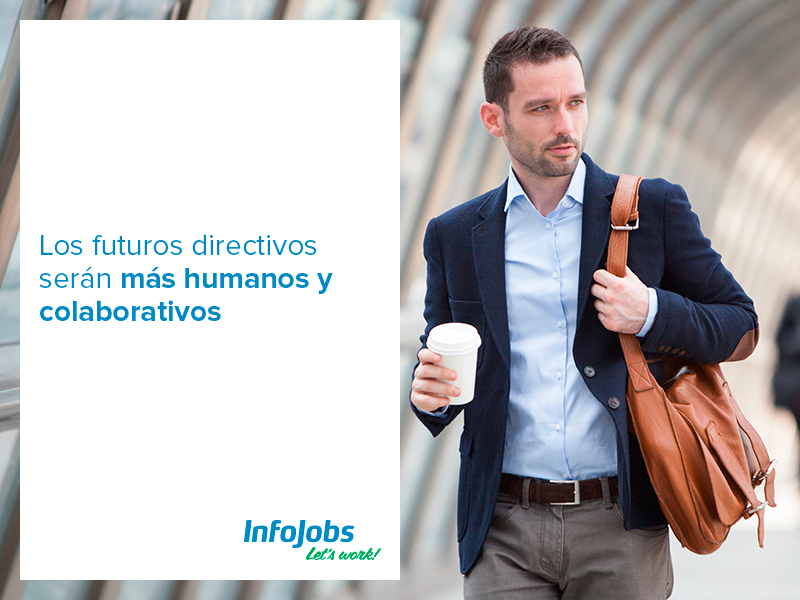 Los futuros directivos
serán más humanos y
colaborativos
InfoJobs
Let's work!